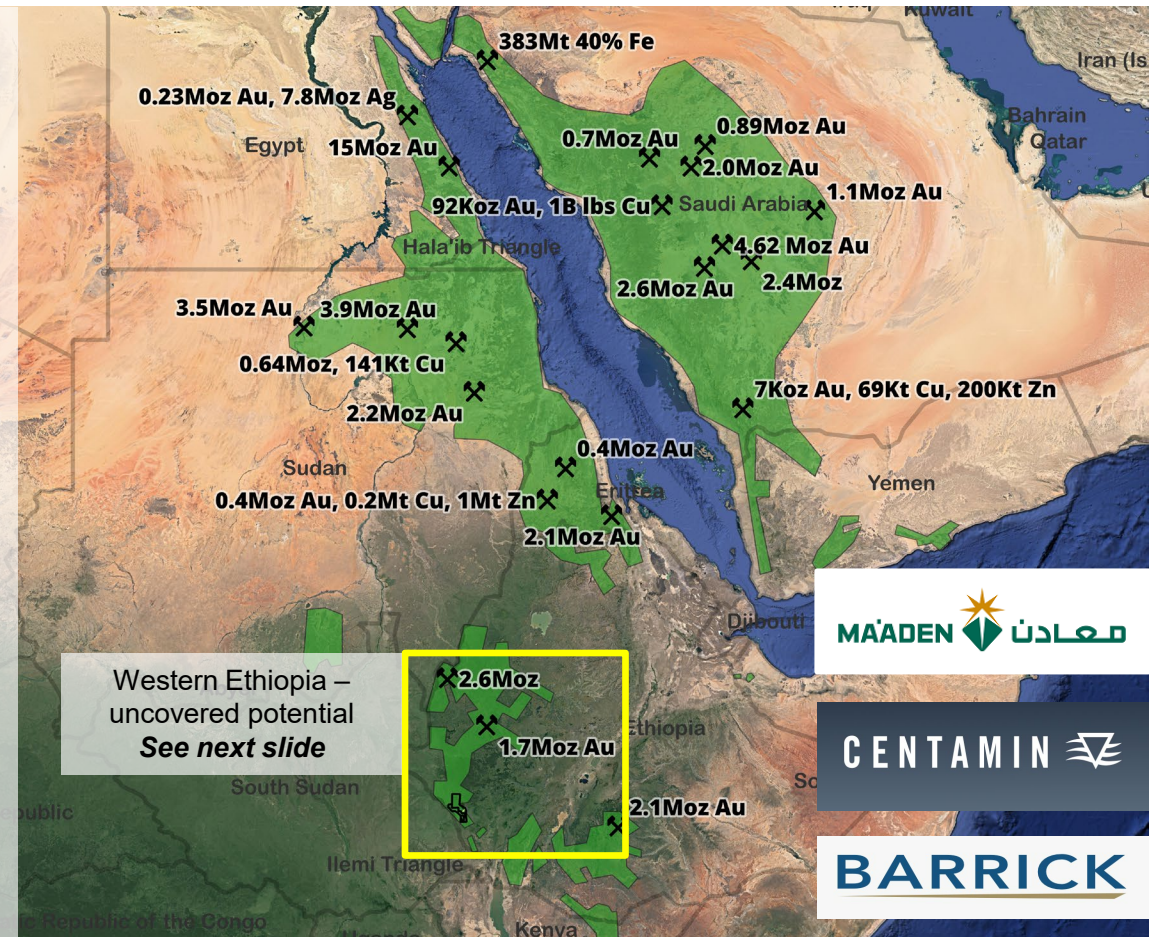 Kuwait
383Mt 40% Fe
Iran (Is
0.23Moz Au, 7.8Moz Ag
Bahrain
Qatar
Egypt
15Moz Au
0.7Moz Au
0.89Moz Au
2.0Moz Au
1.1Moz Au
92Koz Au, 1B lbs Cu
Saudi Arabia
Hala'ib Triangle
4.62 Moz Au
2.6Moz Au
2.4Moz
3.5Moz Au
3.9Moz Au
0.64Moz, 141Kt Cu
2.2Moz Au
7Koz Au, 69Kt Cu, 200Kt Zn
Sudan
0.4Moz Au
Yemen
0.4Moz Au, 0.2Mt Cu, 1Mt Zn
Eritrea
2.1Moz Au
Djibouti
MA'ADEN معادن
Western Ethiopia –
uncovered potential
See next slide
2.6Moz
Ethiopia
1.7Moz Au
CENTAMIN
South Sudan
So
epublic
2.1Moz Au
Ilemi Triangle
BARRICK
ic Republic of the Congo
Uganda
Kenya